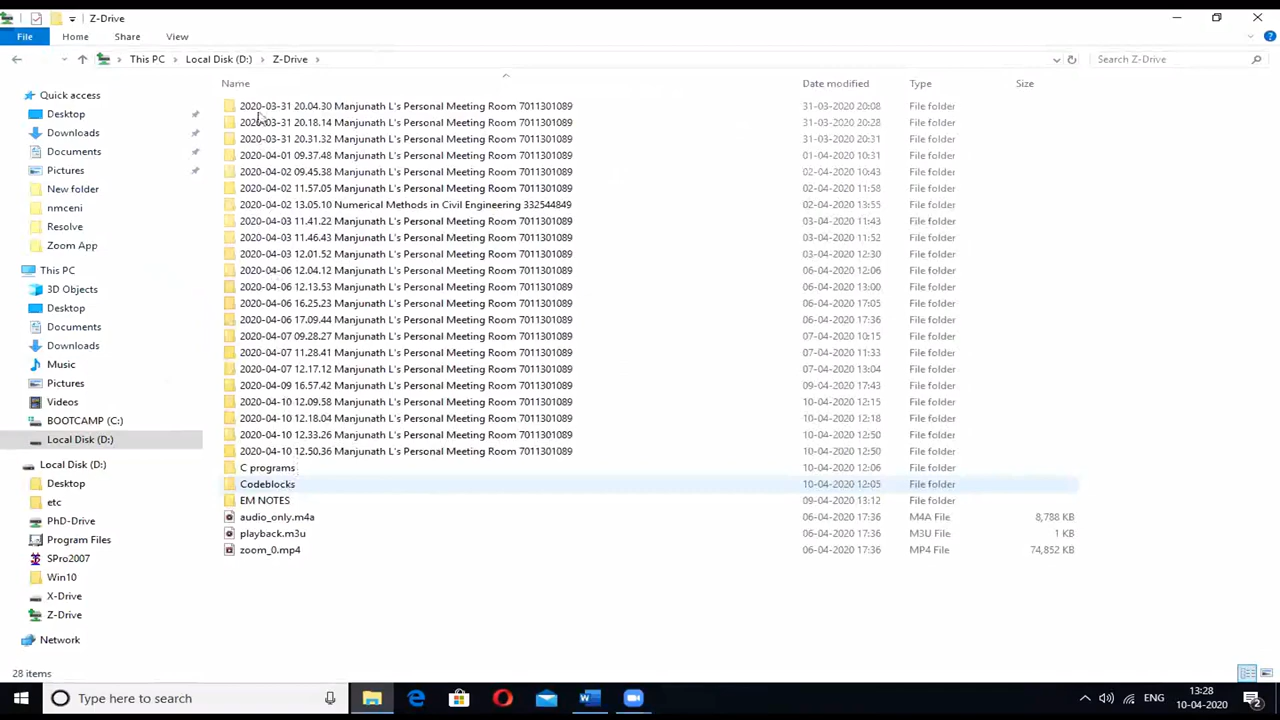 Z-Drive
File Home Share View
This PC Local Disk (D:) Z-Drive Search Z-Drive
Name Date modified Type Size
Quick access
Desktop
Downloads
Documents
Pictures
New folder
nmceni
Resolve
Zoom App
This PC
3D Objects
Desktop
Documents
Downloads
Music
Pictures
Videos
BOOTCAMP (C:)
Local Disk (D:)
Local Disk (D:)
Desktop
etc
PhD-Drive
Program Files
SPro2007
Win10
X-Drive
Z-Drive
Network
2020-03-31 20.04.30 Manjunath L's Personal Meeting Room 7011301089 31-03-2020 20:08 File folder
2020-03-31 20.18.14 Manjunath L's Personal Meeting Room 7011301089 31-03-2020 20:28 File folder
2020-03-31 20.31.32 Manjunath L's Personal Meeting Room 7011301089 31-03-2020 20:31 File folder
2020-04-01 09.37.48 Manjunath L's Personal Meeting Room 7011301089 01-04-2020 10:31 File folder
2020-04-02 09.45.38 Manjunath L's Personal Meeting Room 7011301089 02-04-2020 10:43 File folder
2020-04-02 11.57.05 Manjunath L's Personal Meeting Room 7011301089 02-04-2020 11:58 File folder
2020-04-02 13.05.10 Numerical Methods in Civil Engineering 332544849 02-04-2020 13:55 File folder
2020-04-03 11.41.22 Manjunath L's Personal Meeting Room 7011301089 03-04-2020 11:43 File folder
2020-04-03 11.46.43 Manjunath L's Personal Meeting Room 7011301089 03-04-2020 11:52 File folder
2020-04-03 12.01.52 Manjunath L's Personal Meeting Room 7011301089 03-04-2020 12:30 File folder
2020-04-06 12.04.12 Manjunath L's Personal Meeting Room 7011301089 06-04-2020 12:06 File folder
2020-04-06 12.13.53 Manjunath L's Personal Meeting Room 7011301089 06-04-2020 13:00 File folder
2020-04-06 16.25.23 Manjunath L's Personal Meeting Room 7011301089 06-04-2020 17:05 File folder
2020-04-06 17.09.44 Manjunath L's Personal Meeting Room 7011301089 06-04-2020 17:36 File folder
2020-04-07 09.28.27 Manjunath L's Personal Meeting Room 7011301089 07-04-2020 10:15 File folder
2020-04-07 11.28.41 Manjunath L's Personal Meeting Room 7011301089 07-04-2020 11:33 File folder
2020-04-07 12.17.12 Manjunath L's Personal Meeting Room 7011301089 07-04-2020 13:04 File folder
2020-04-09 16.57.42 Manjunath L's Personal Meeting Room 7011301089 09-04-2020 17:43 File folder
2020-04-10 12.09.58 Manjunath L's Personal Meeting Room 7011301089 10-04-2020 12:15 File folder
2020-04-10 12.18.04 Manjunath L's Personal Meeting Room 7011301089 10-04-2020 12:18 File folder
2020-04-10 12.33.26 Manjunath L's Personal Meeting Room 7011301089 10-04-2020 12:50 File folder
2020-04-10 12.50.36 Manjunath L's Personal Meeting Room 7011301089 10-04-2020 12:50 File folder
C programs 10-04-2020 12:06 File folder
Codeblocks 10-04-2020 12:05 File folder
EM NOTES 09-04-2020 13:12 File folder
audio_only.m4a 06-04-2020 17:36 M4A File 8,788 KB
playback.m3u 06-04-2020 17:36 M3U File 1 KB
zoom_0.mp4 06-04-2020 17:36 MP4 File 74,852 KB
28 items
Type here to search
ENG
13:28
10-04-2020
2